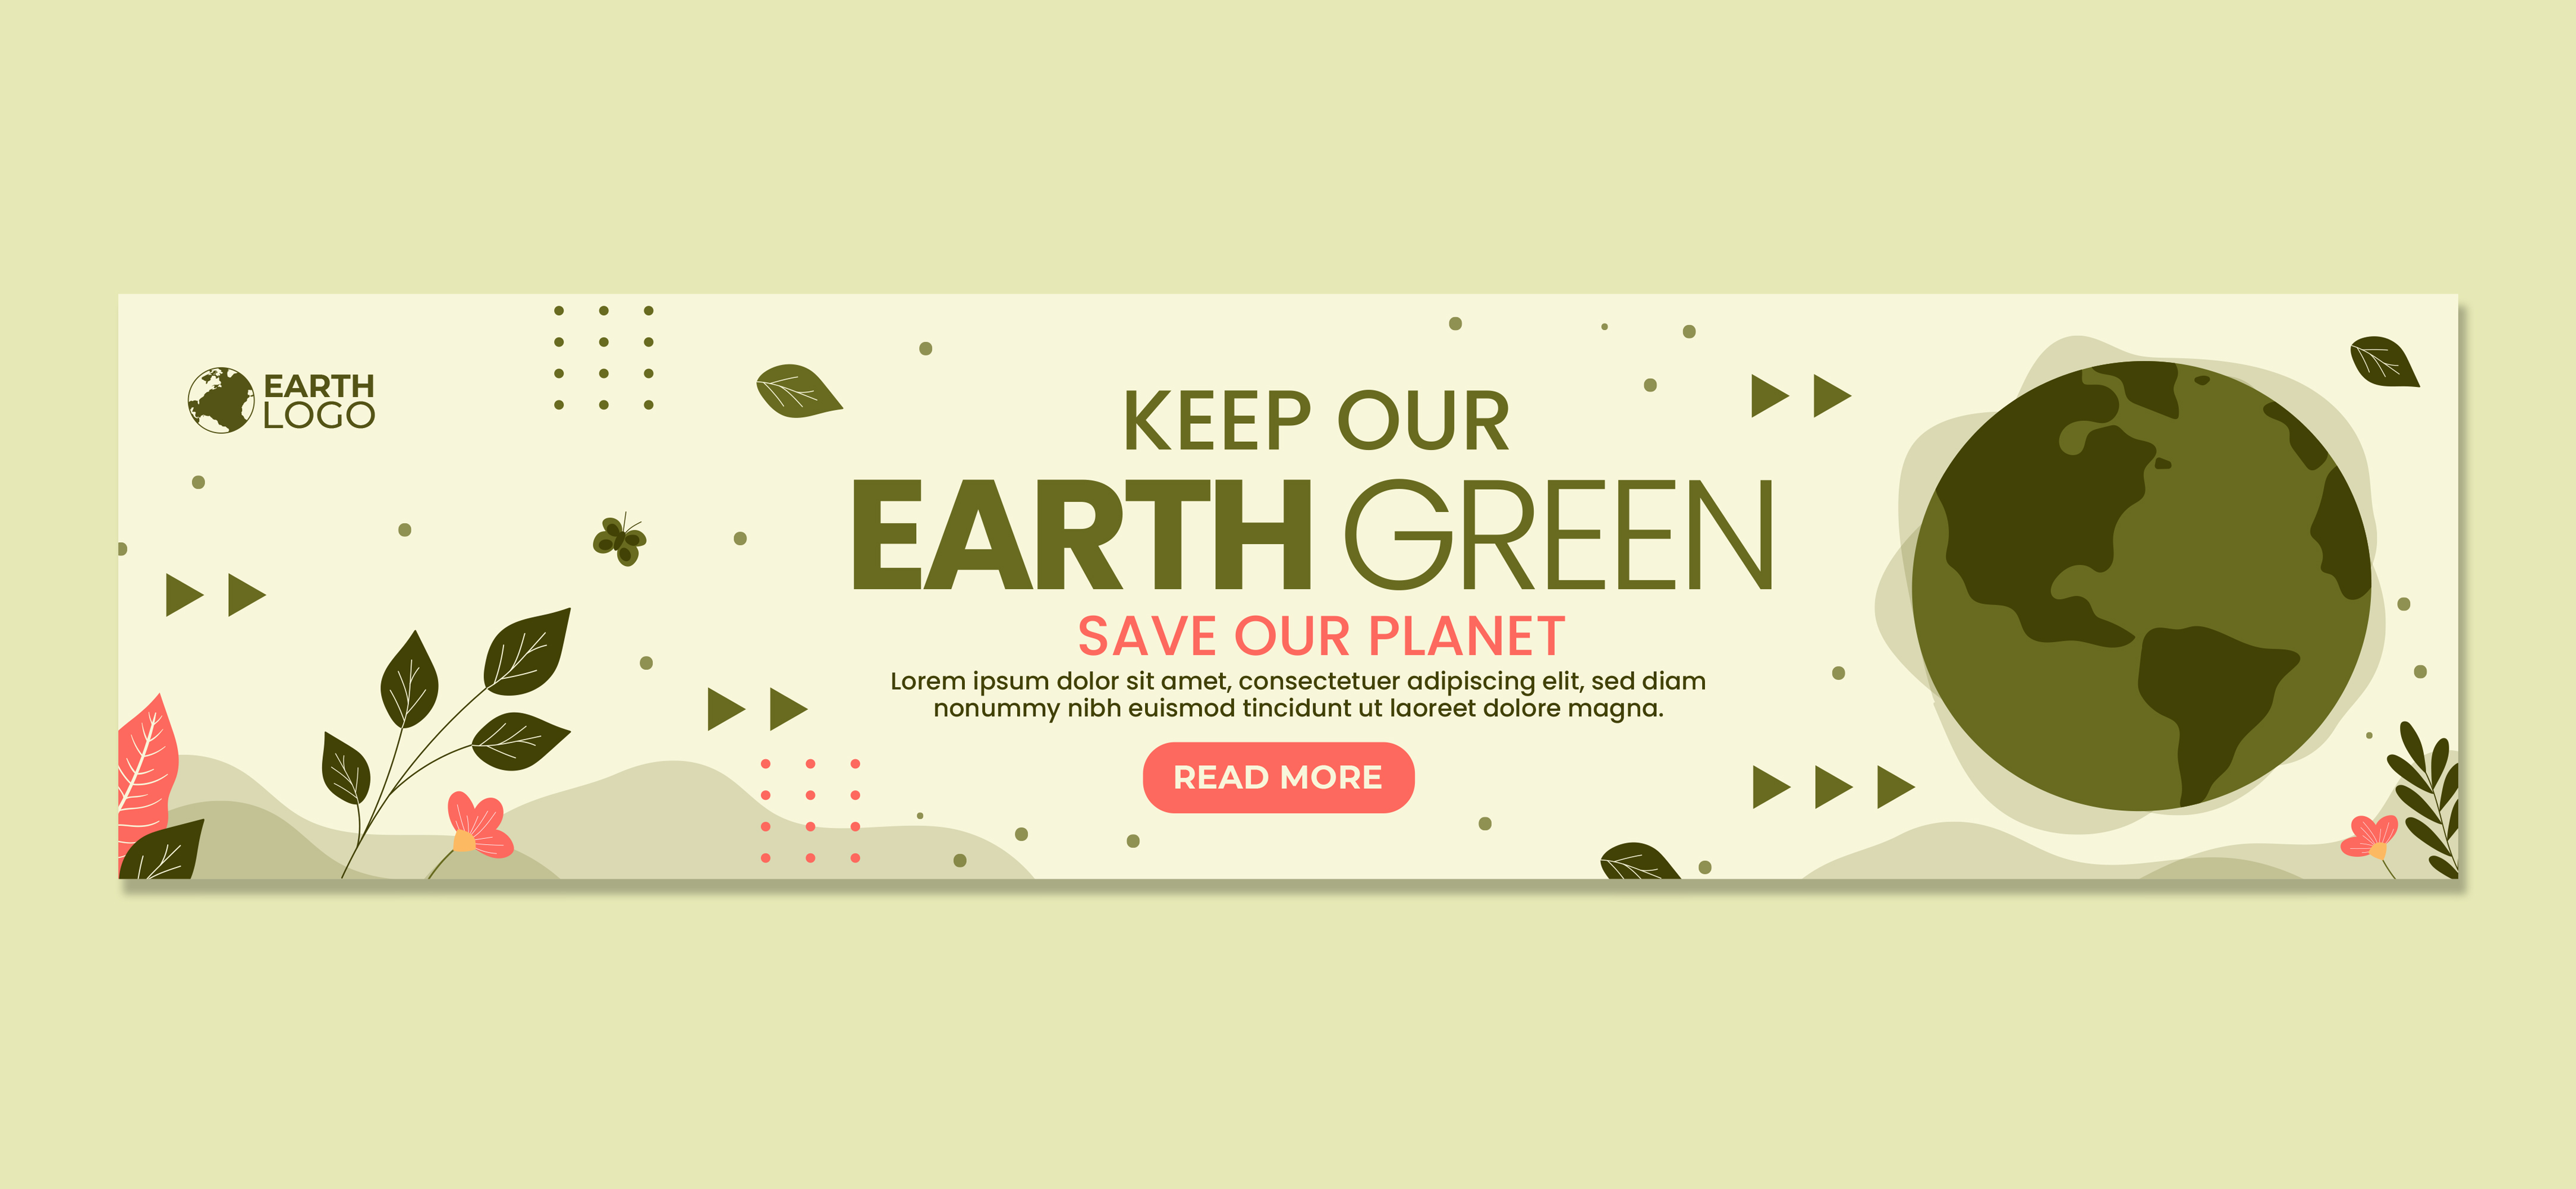 EARTH
LOGO
KEEP OUR
EARTH GREEN
SAVE OUR PLANET
Lorem ipsum dolor sit amet, consectetuer adipiscing elit, sed diam
nonummy nibh euismod tincidunt ut laoreet dolore magna.
READ MORE